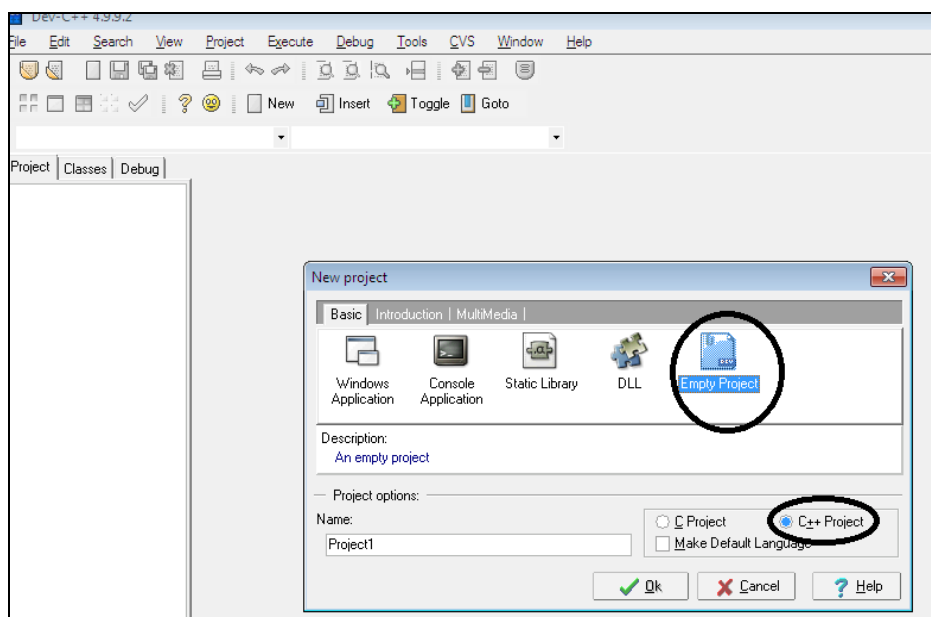 Dev-C++ 4.9.9.2
File Edit Search View Project Execute Debug Tools CVS Window Help
New Insert Toggle Goto
Project Classes Debug
New project
Basic Introduction MultiMedia
Windows Application Console Application Static Library DLL Empty Project
Description:
An empty project
Project options:
Name:
C Project C++ Project
Project1
Make Default Language
Ok Cancel Help